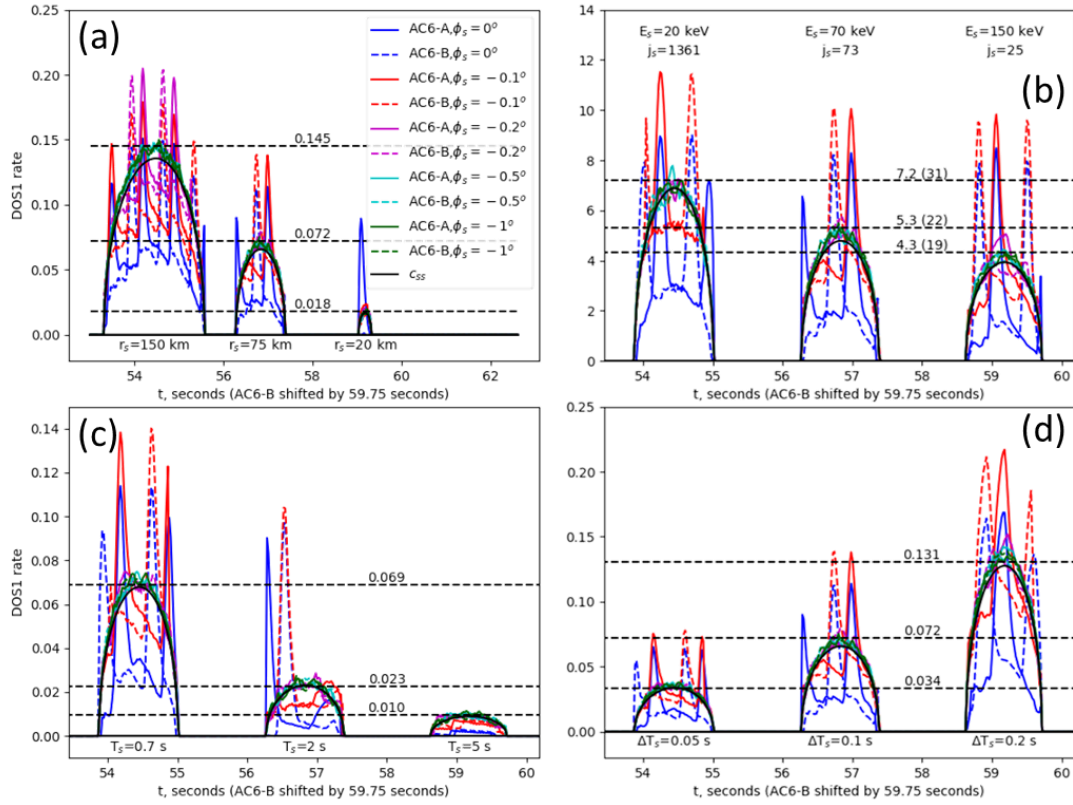 (a)
0.25
0.20
0.15
0.10
0.05
0.00
DOS1 rate
AC6-A,ϕₛ = 0°
AC6-B,ϕₛ = 0°
AC6-A,ϕₛ = −0.1°
AC6-B,ϕₛ = −0.1°
AC6-A,ϕₛ = −0.2°
AC6-B,ϕₛ = −0.2°
AC6-A,ϕₛ = −0.5°
AC6-B,ϕₛ = −0.5°
AC6-A,ϕₛ = −1°
AC6-B,ϕₛ = −1°
cₛₛ
0.145
0.072
0.018
rₛ=150 km rₛ=75 km rₛ=20 km
54 56 58 60 62
t, seconds (AC6-B shifted by 59.75 seconds)
(b)
14
12
10
8
6
4
2
0
Eₛ=20 keV Eₛ=70 keV Eₛ=150 keV
jₛ=1361 jₛ=73 jₛ=25
7.2 (31)
5.3 (22)
4.3 (19)
54 55 56 57 58 59 60
t, seconds (AC6-B shifted by 59.75 seconds)
(c)
0.14
0.12
0.10
0.08
0.06
0.04
0.02
0.00
DOS1 rate
0.069
0.023
0.010
Tₛ=0.7 s Tₛ=2 s Tₛ=5 s
54 55 56 57 58 59 60
t, seconds (AC6-B shifted by 59.75 seconds)
(d)
0.25
0.20
0.15
0.10
0.05
0.00
0.131
0.072
0.034
ΔTₛ=0.05 s ΔTₛ=0.1 s ΔTₛ=0.2 s
54 55 56 57 58 59 60
t, seconds (AC6-B shifted by 59.75 seconds)